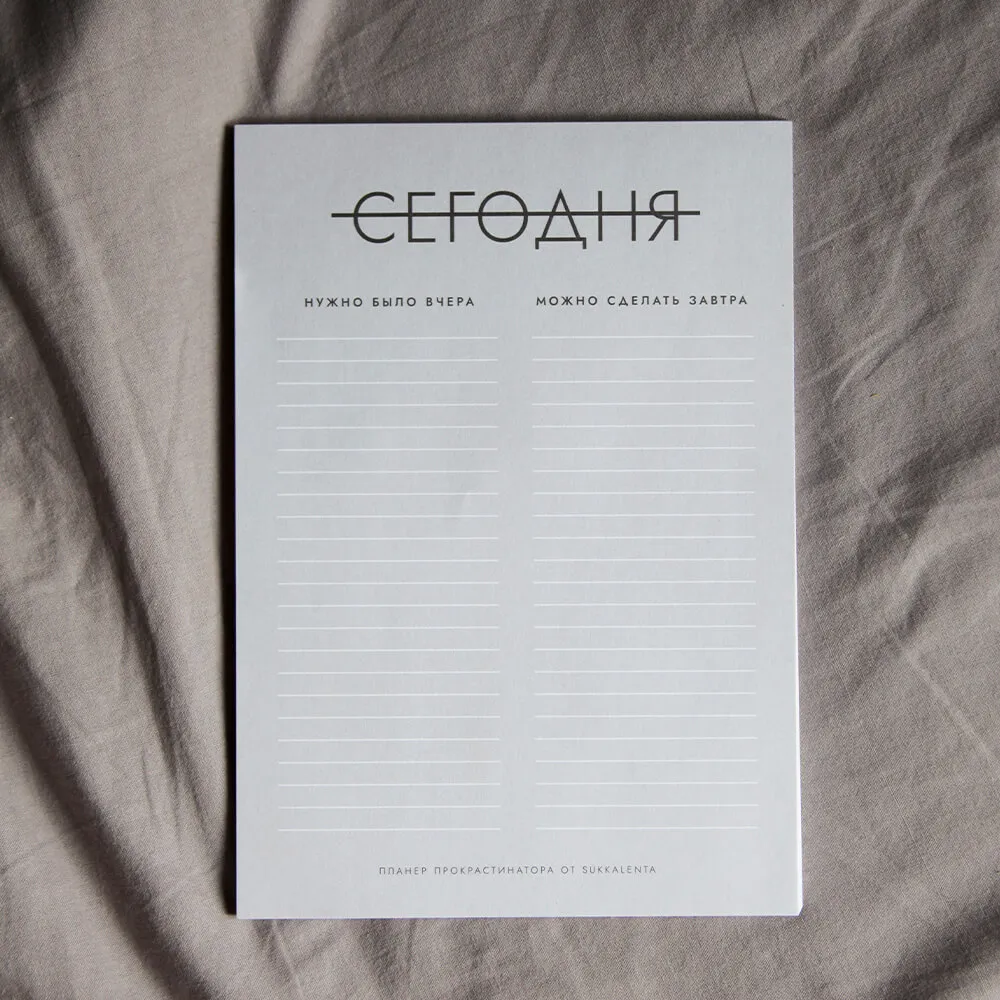 СЕГОДНЯ
НУЖНО БЫЛО ВЧЕРА
МОЖНО СДЕЛАТЬ ЗАВТРА
ПЛАНЕР ПРОКРАСТИНАТОРА ОТ SUKKALENTA